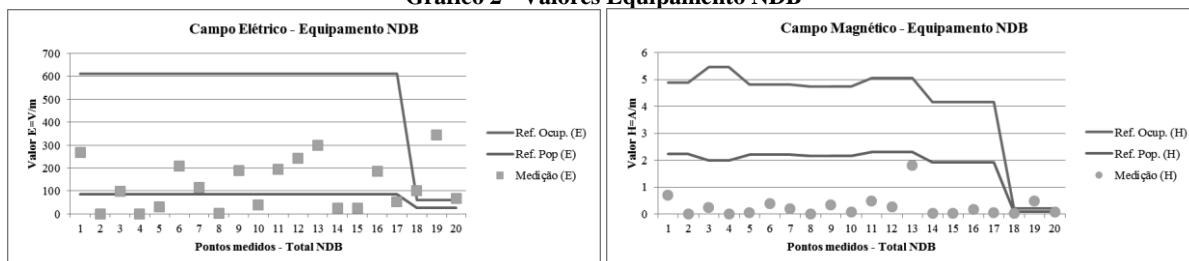 Gráfico 2 - Valores Equipamento NDB
Campo Elétrico - Equipamento NDB
Valor E=V/m
700
600
500
400
300
200
100
0
1 2 3 4 5 6 7 8 9 10 11 12 13 14 15 16 17 18 19 20
Pontos medidos - Total NDB
Ref. Ocup. (E)
Ref. Pop (E)
Medição (E)
Campo Magnético - Equipamento NDB
Valor H=A/m
6
5
4
3
2
1
0
1 2 3 4 5 6 7 8 9 10 11 12 13 14 15 16 17 18 19 20
Pontos medidos - Total NDB
Ref. Ocup. (H)
Ref. Pop. (H)
Medição (H)